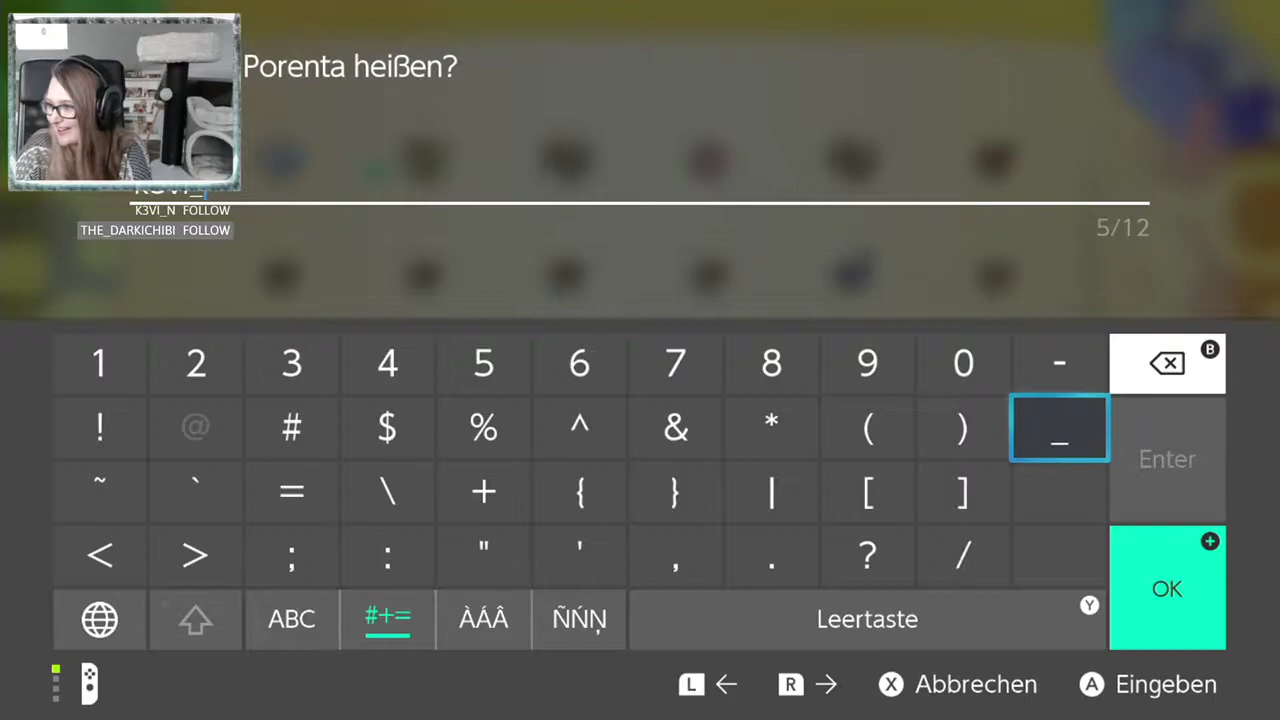 Porenta heißen?
K3VI_
K3VI_N FOLLOW
THE_DARKICHIBI FOLLOW
5/12
1 2 3 4 5 6 7 8 9 0 - B
! @ # $ % ^ & * ( ) _ Enter
~ ` = \ + { } | [ ]
< > ; : " ' , . ? / + OK
ABC #+= ÀÁÂ ÑŃŅ Leertaste Y
L ← R → X Abbrechen A Eingeben